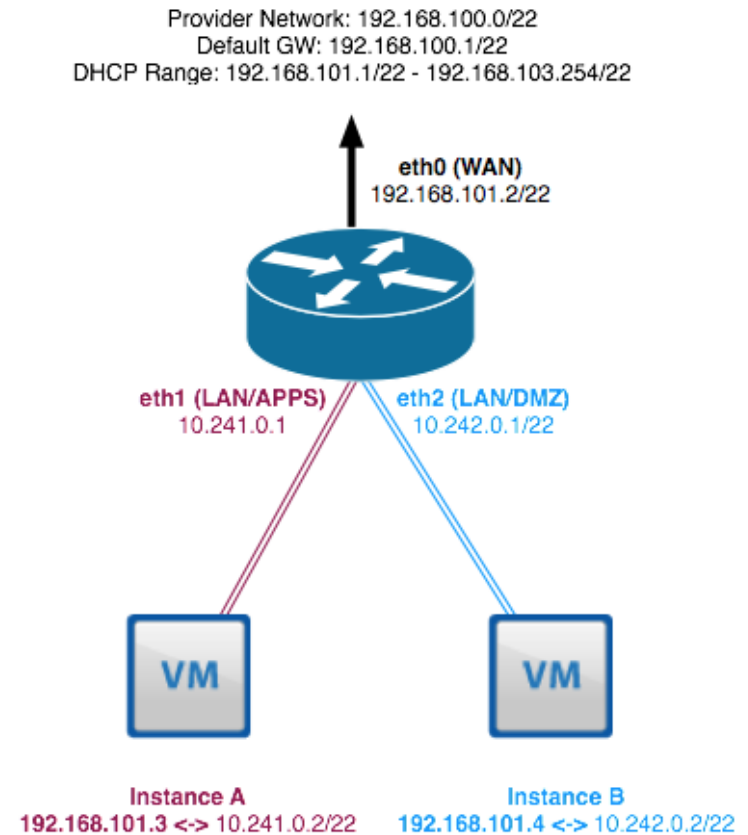 Provider Network: 192.168.100.0/22
Default GW: 192.168.100.1/22
DHCP Range: 192.168.101.1/22 - 192.168.103.254/22
eth0 (WAN)
192.168.101.2/22
eth1 (LAN/APPS)
10.241.0.1
eth2 (LAN/DMZ)
10.242.0.1/22
VM
VM
Instance A
192.168.101.3 <-> 10.241.0.2/22
Instance B
192.168.101.4 <-> 10.242.0.2/22